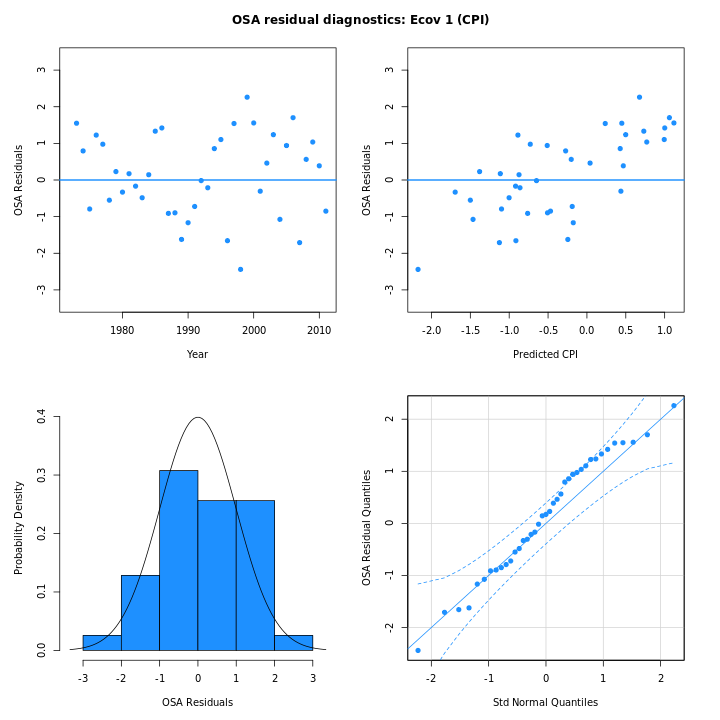 OSA residual diagnostics: Ecov 1 (CPI)
OSA Residuals
3
2
1
0
-1
-2
-3
1980 1990 2000 2010
Year
OSA Residuals
3
2
1
0
-1
-2
-3
-2.0 -1.5 -1.0 -0.5 0.0 0.5 1.0
Predicted CPI
Probability Density
0.4
0.3
0.2
0.1
0.0
-3 -2 -1 0 1 2 3
OSA Residuals
OSA Residual Quantiles
2
1
0
-1
-2
-2 -1 0 1 2
Std Normal Quantiles